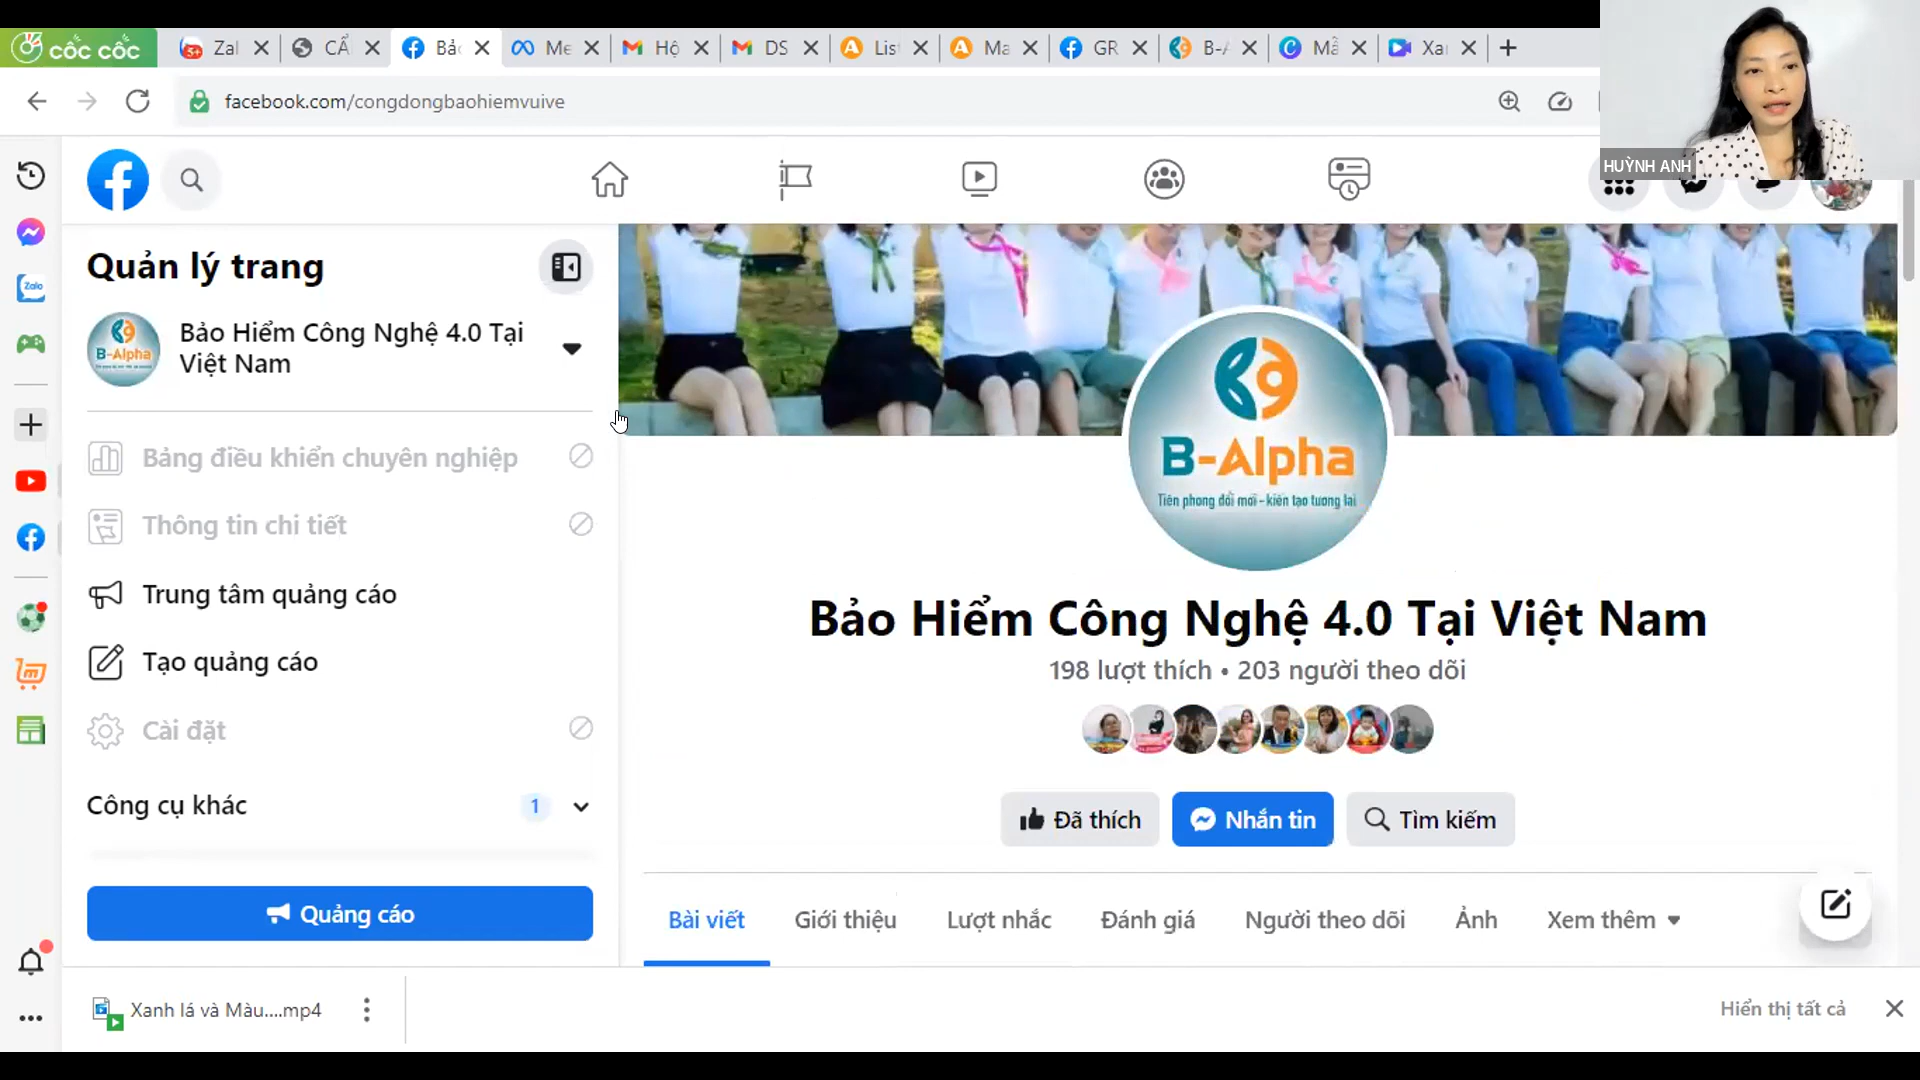 cốc cốc
Zal
CẨ
Bảo
Me
Hộ
DS
Lis
Ma
GR
B-A
Mẫ
Xa
facebook.com/congdongbaohiemvuive
HUỲNH ANH
Zalo
Quản lý trang
B-Alpha
Bảo Hiểm Công Nghệ 4.0 Tại
Việt Nam
Bảng điều khiển chuyên nghiệp
Thông tin chi tiết
Trung tâm quảng cáo
Tạo quảng cáo
Cài đặt
Công cụ khác
1
Quảng cáo
B-Alpha
Tiên phong đổi mới - kiến tạo tương lai
Bảo Hiểm Công Nghệ 4.0 Tại Việt Nam
198 lượt thích • 203 người theo dõi
Đã thích
Nhắn tin
Tìm kiếm
Bài viết
Giới thiệu
Lượt nhắc
Đánh giá
Người theo dõi
Ảnh
Xem thêm
Xanh lá và Màu....mp4
Hiển thị tất cả